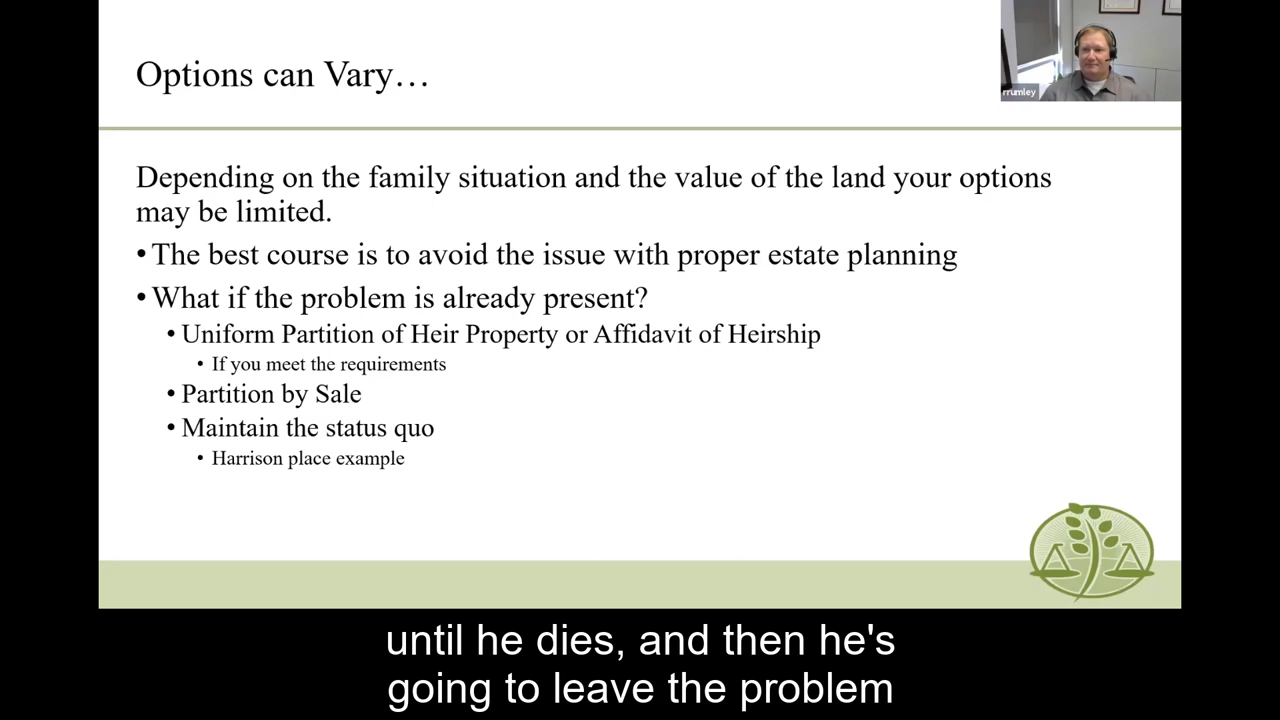 Options can Vary…
rrumley
Depending on the family situation and the value of the land your options
may be limited.
• The best course is to avoid the issue with proper estate planning
• What if the problem is already present?
• Uniform Partition of Heir Property or Affidavit of Heirship
• If you meet the requirements
• Partition by Sale
• Maintain the status quo
• Harrison place example
until he dies, and then he's
going to leave the problem